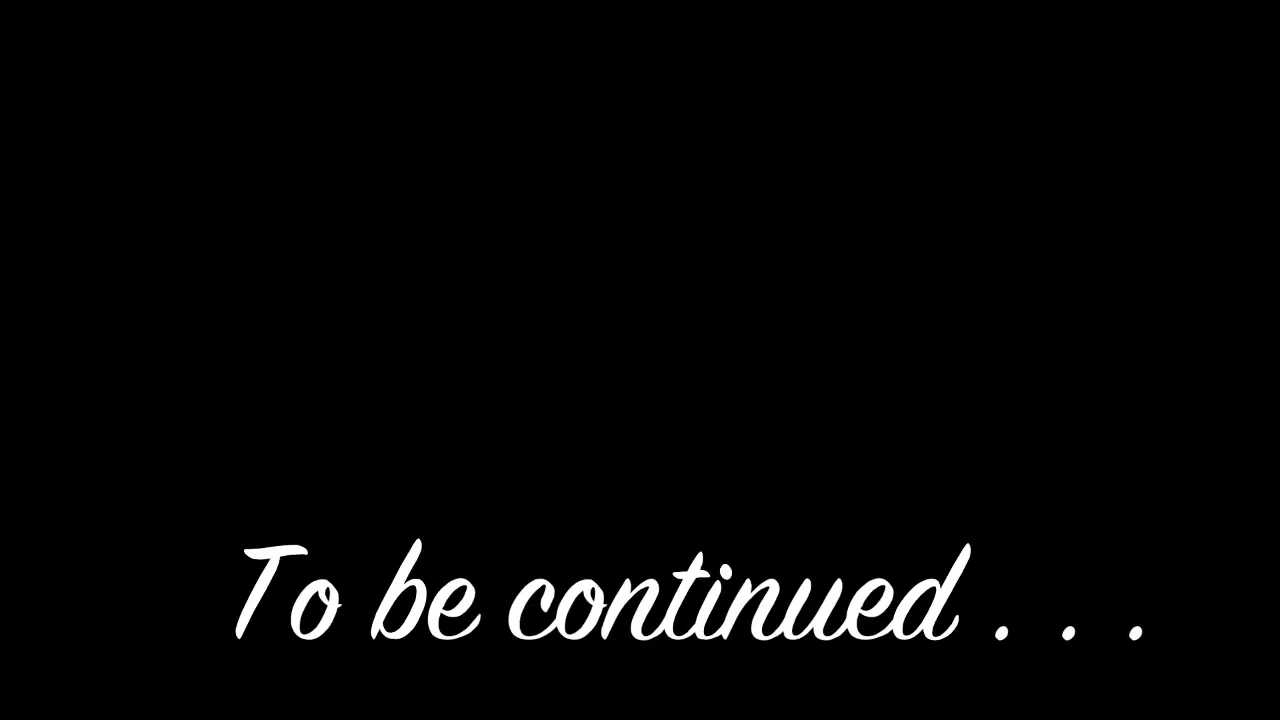 To be continued . . .